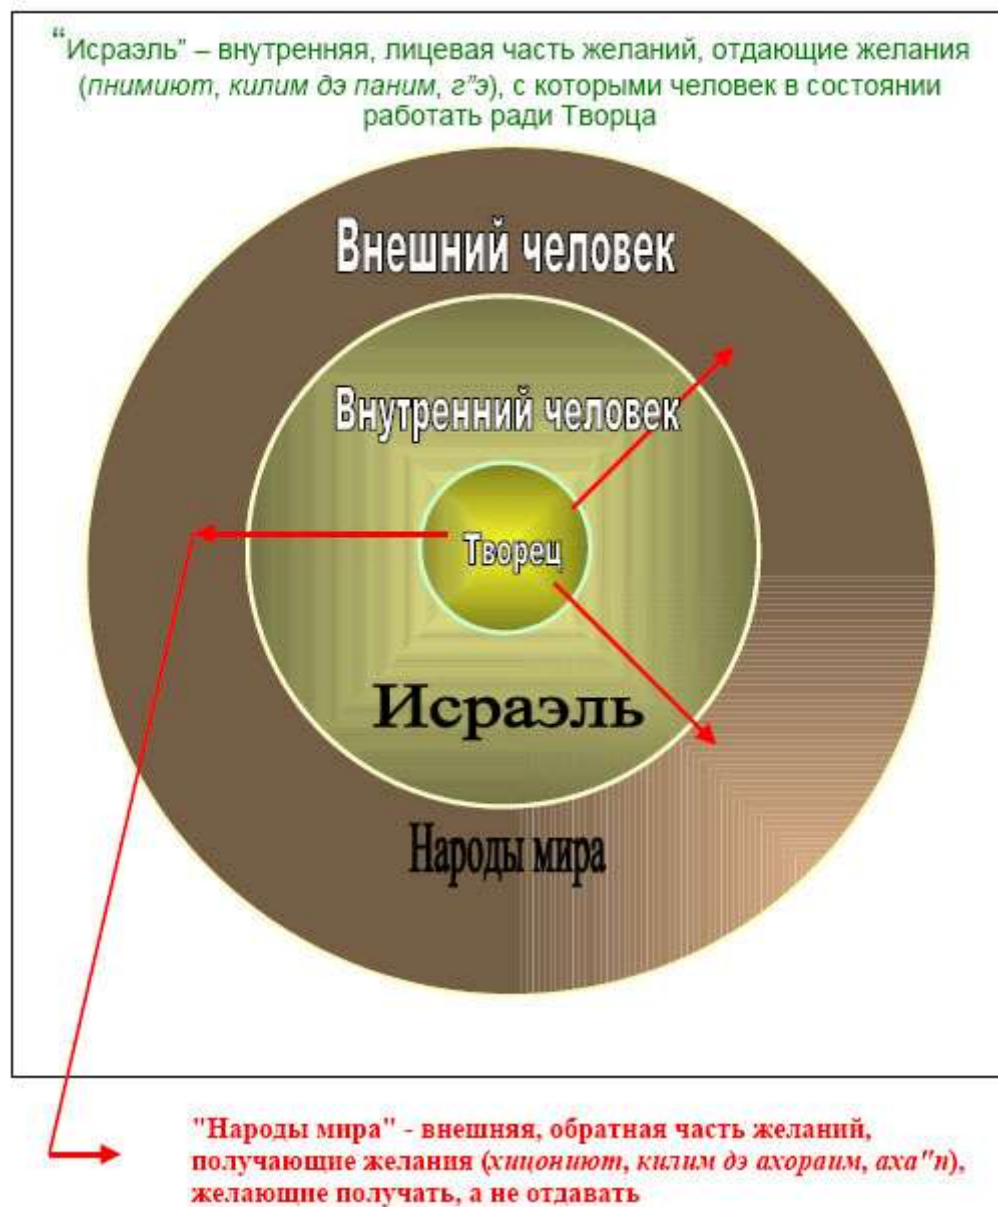 “Исраэль” – внутренняя, лицевая часть желаний, отдающие желания
(пнимиют, килим дэ паним, г”э), с которыми человек в состоянии
работать ради Творца
Внешний человек
Внутренний человек
Творец
Исраэль
Народы мира
"Народы мира" - внешняя, обратная часть желаний,
получающие желания (хицониют, килим дэ ахораим, аха"п),
желающие получать, а не отдавать